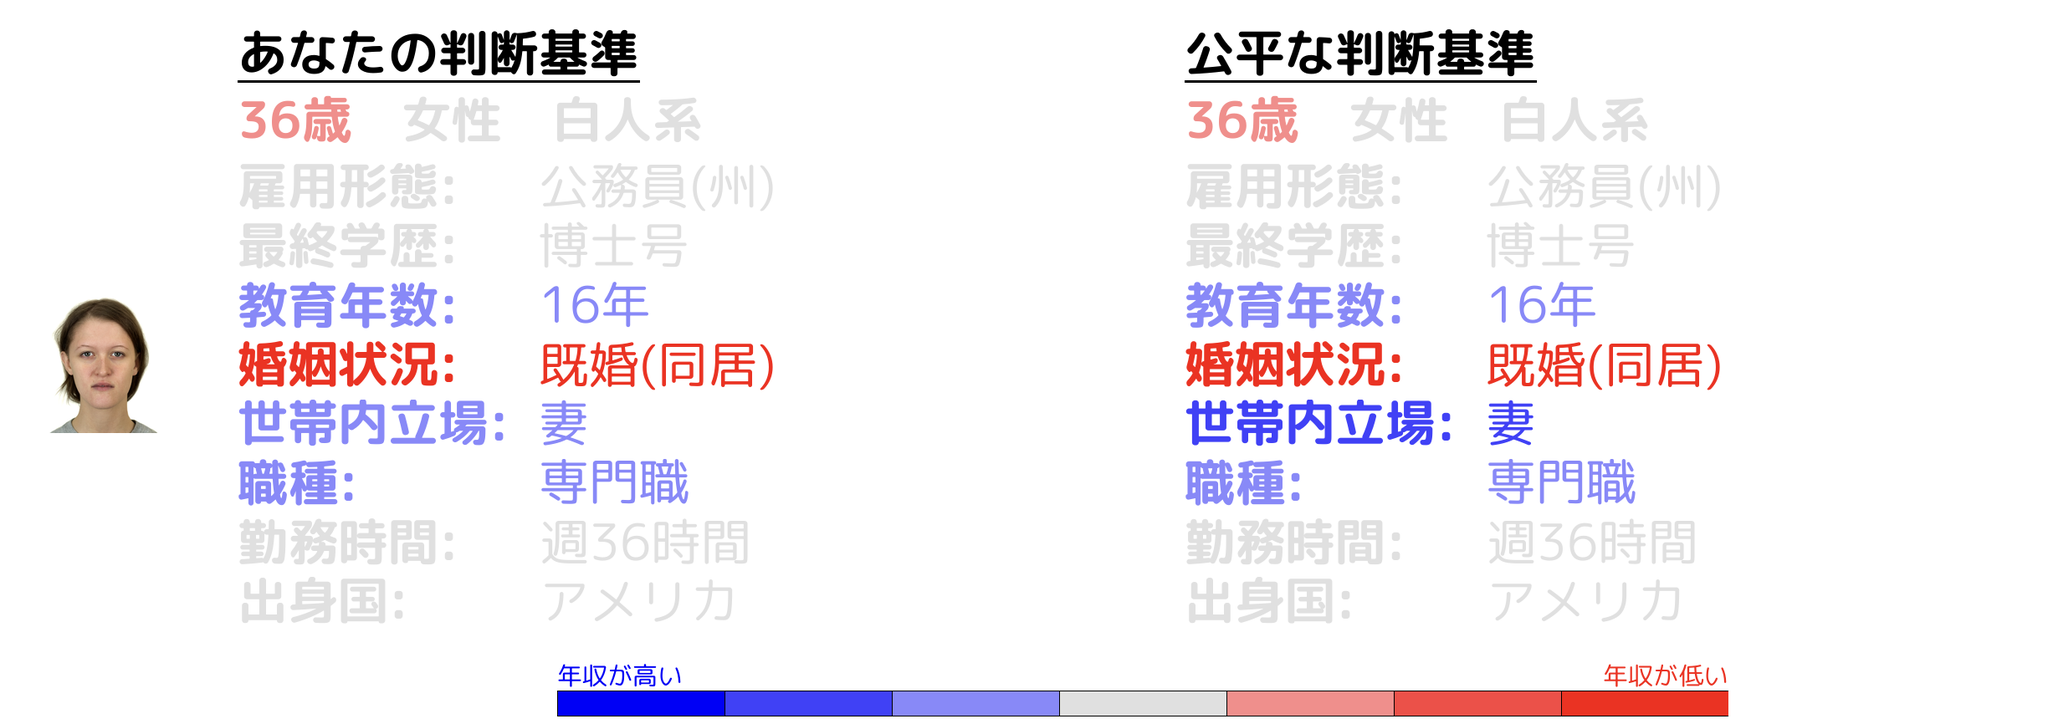 あなたの判断基準
36歳 女性 白人系
雇用形態: 公務員(州)
最終学歴: 博士号
教育年数: 16年
婚姻状況: 既婚(同居)
世帯内立場: 妻
職種: 専門職
勤務時間: 週36時間
出身国: アメリカ
公平な判断基準
36歳 女性 白人系
雇用形態: 公務員(州)
最終学歴: 博士号
教育年数: 16年
婚姻状況: 既婚(同居)
世帯内立場: 妻
職種: 専門職
勤務時間: 週36時間
出身国: アメリカ
年収が高い
年収が低い